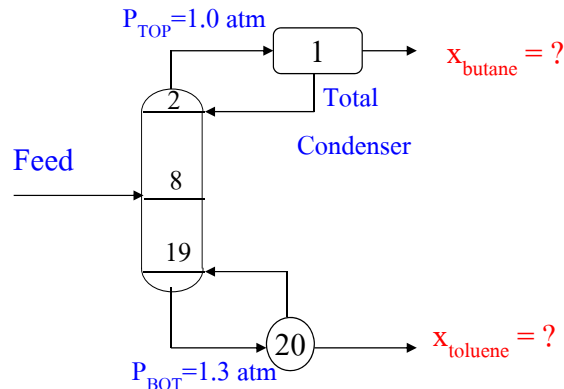 P_TOP=1.0 atm
1
x_butane = ?
2
Total
Condenser
Feed
8
19
20
x_toluene = ?
P_BOT=1.3 atm